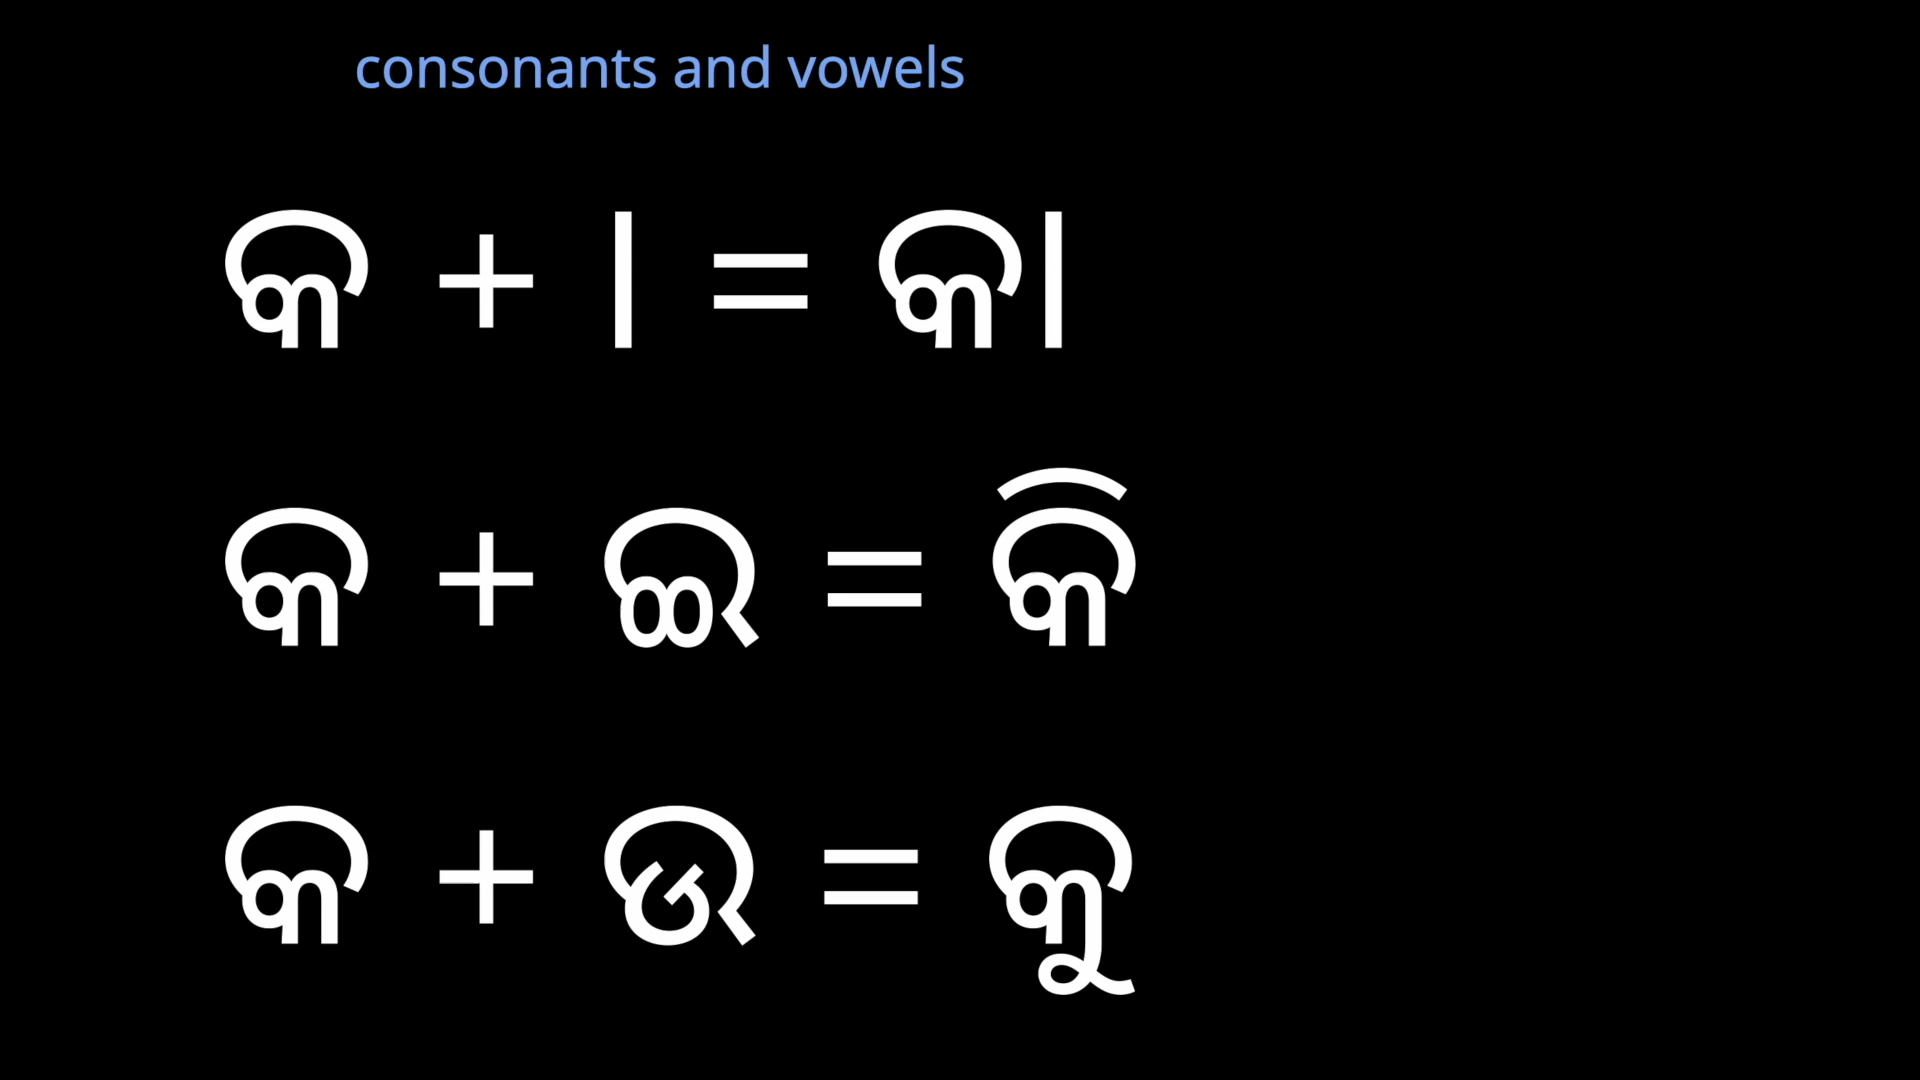 consonants and vowels
କ + ା = କା
କ + ଇ = କି
କ + ଉ = କୁ